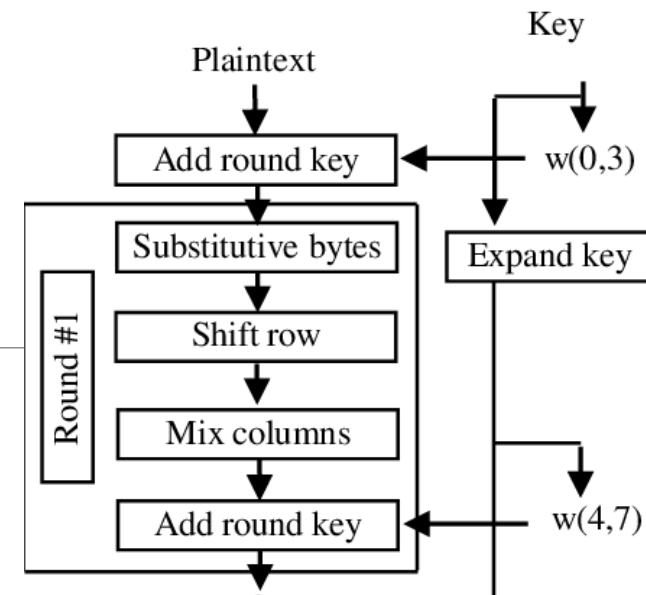 Key
Plaintext
Add round key
w(0,3)
Substitutive bytes
Expand key
Shift row
Round #1
Mix columns
Add round key
w(4,7)